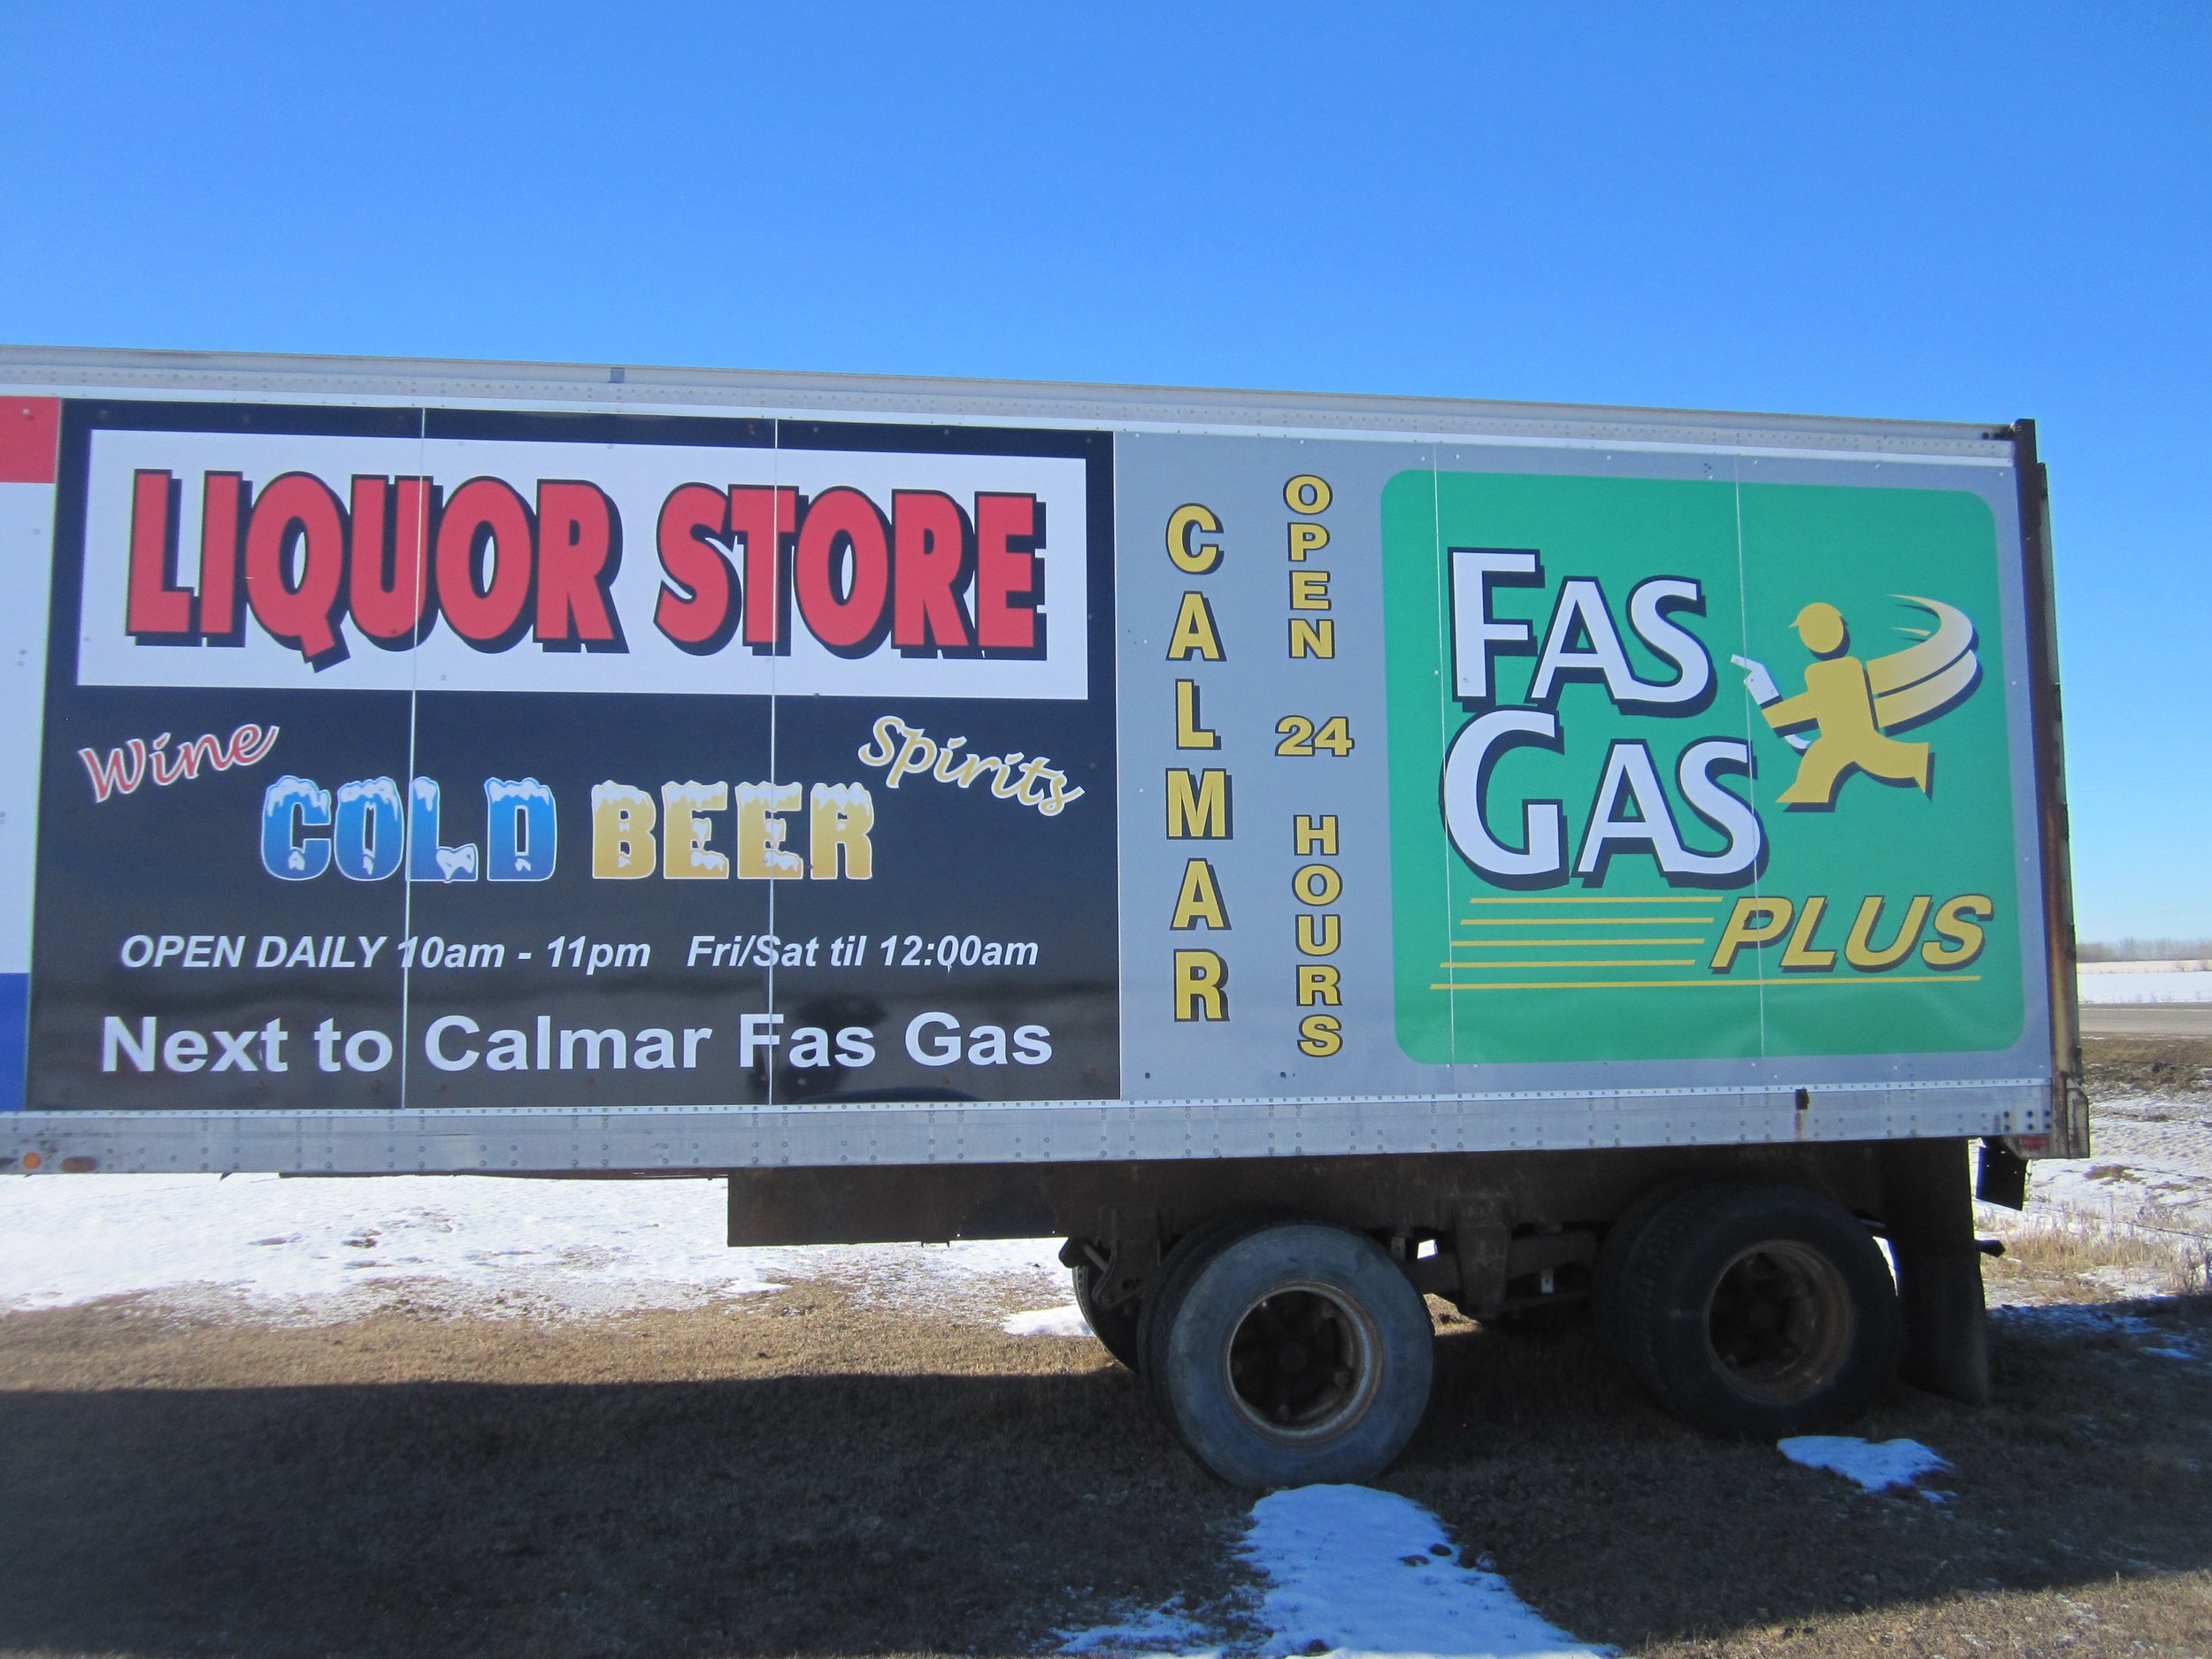 LIQUOR STORE
Wine
Spirits
COLD BEER
OPEN DAILY 10am - 11pm Fri/Sat til 12:00am
Next to Calmar Fas Gas
CALMAR
OPEN 24 HOURS
FAS
GAS
PLUS